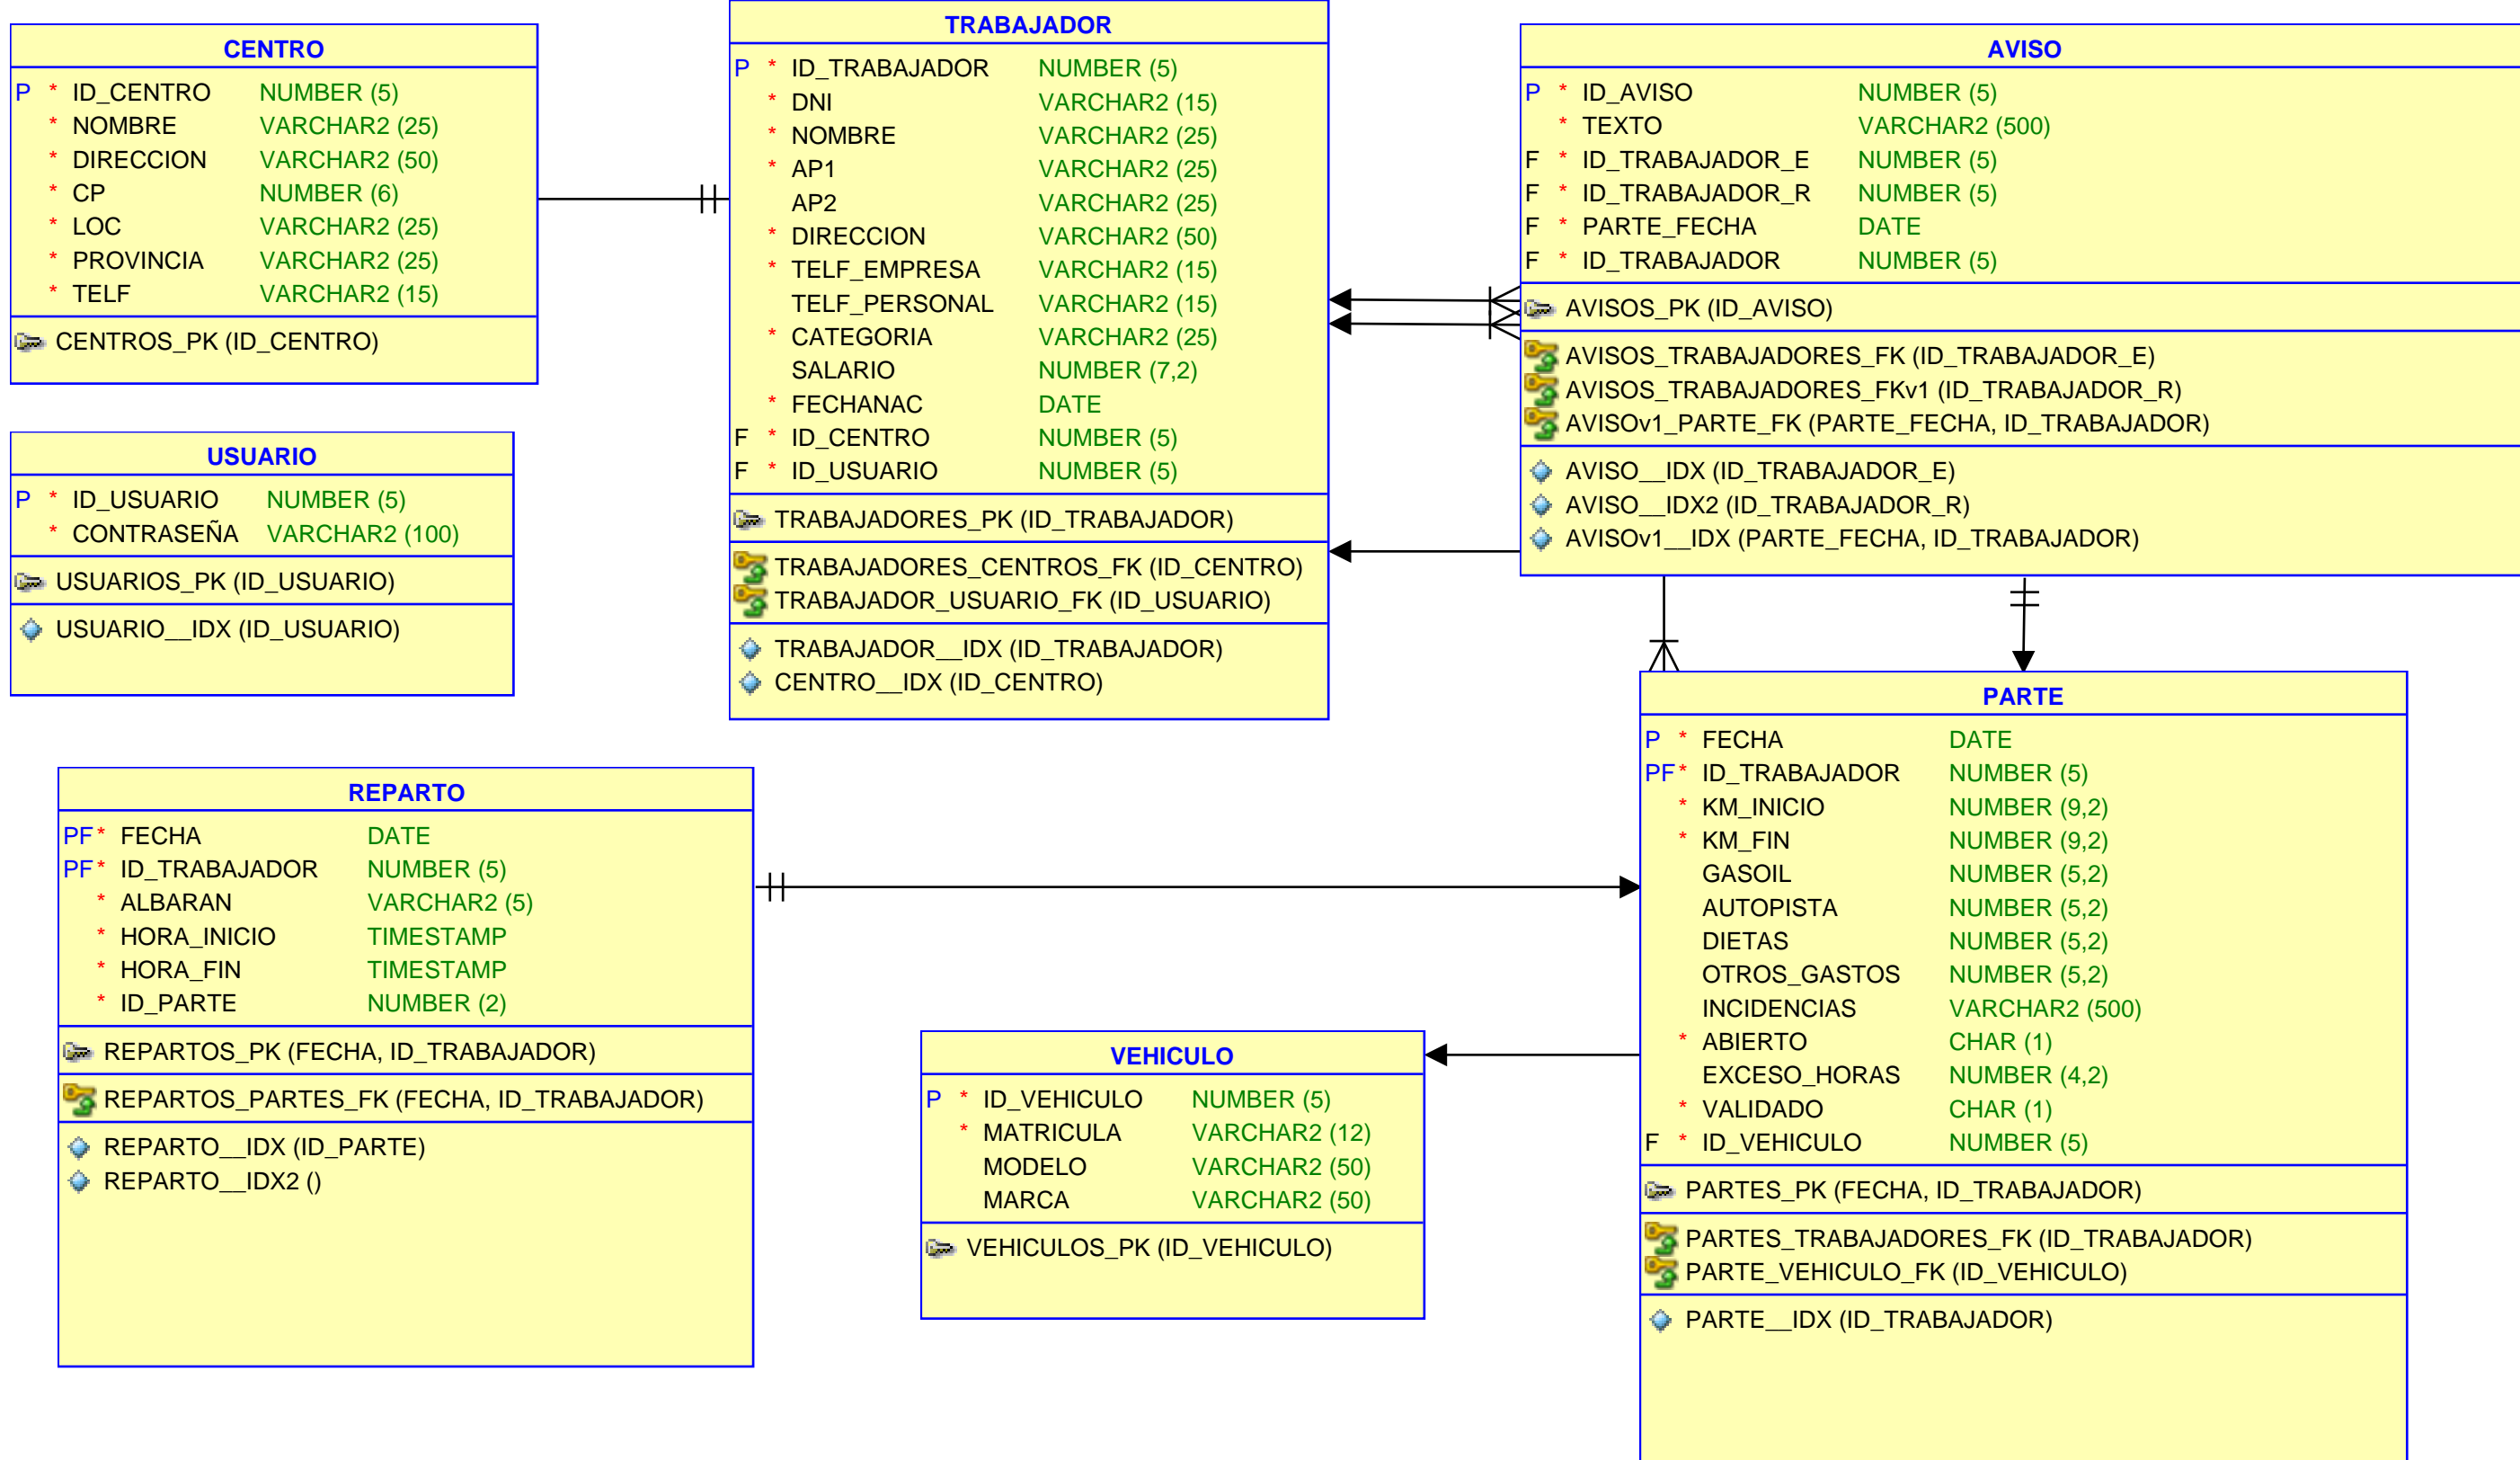 CENTRO
P * ID_CENTRO NUMBER (5)
* NOMBRE VARCHAR2 (25)
* DIRECCION VARCHAR2 (50)
* CP NUMBER (6)
* LOC VARCHAR2 (25)
* PROVINCIA VARCHAR2 (25)
* TELF VARCHAR2 (15)
CENTROS_PK (ID_CENTRO)
TRABAJADOR
P * ID_TRABAJADOR NUMBER (5)
* DNI VARCHAR2 (15)
* NOMBRE VARCHAR2 (25)
* AP1 VARCHAR2 (25)
AP2 VARCHAR2 (25)
* DIRECCION VARCHAR2 (50)
* TELF_EMPRESA VARCHAR2 (15)
TELF_PERSONAL VARCHAR2 (15)
* CATEGORIA VARCHAR2 (25)
SALARIO NUMBER (7,2)
* FECHANAC DATE
F * ID_CENTRO NUMBER (5)
F * ID_USUARIO NUMBER (5)
TRABAJADORES_PK (ID_TRABAJADOR)
TRABAJADORES_CENTROS_FK (ID_CENTRO)
TRABAJADOR_USUARIO_FK (ID_USUARIO)
TRABAJADOR__IDX (ID_TRABAJADOR)
CENTRO__IDX (ID_CENTRO)
AVISO
P * ID_AVISO NUMBER (5)
* TEXTO VARCHAR2 (500)
F * ID_TRABAJADOR_E NUMBER (5)
F * ID_TRABAJADOR_R NUMBER (5)
F * PARTE_FECHA DATE
F * ID_TRABAJADOR NUMBER (5)
AVISOS_PK (ID_AVISO)
AVISOS_TRABAJADORES_FK (ID_TRABAJADOR_E)
AVISOS_TRABAJADORES_FKv1 (ID_TRABAJADOR_R)
AVISOv1_PARTE_FK (PARTE_FECHA, ID_TRABAJADOR)
AVISO__IDX (ID_TRABAJADOR_E)
AVISO__IDX2 (ID_TRABAJADOR_R)
AVISOv1__IDX (PARTE_FECHA, ID_TRABAJADOR)
USUARIO
P * ID_USUARIO NUMBER (5)
* CONTRASEÑA VARCHAR2 (100)
USUARIOS_PK (ID_USUARIO)
USUARIO__IDX (ID_USUARIO)
REPARTO
PF * FECHA DATE
PF * ID_TRABAJADOR NUMBER (5)
* ALBARAN VARCHAR2 (5)
* HORA_INICIO TIMESTAMP
* HORA_FIN TIMESTAMP
* ID_PARTE NUMBER (2)
REPARTOS_PK (FECHA, ID_TRABAJADOR)
REPARTOS_PARTES_FK (FECHA, ID_TRABAJADOR)
REPARTO__IDX (ID_PARTE)
REPARTO__IDX2 ()
VEHICULO
P * ID_VEHICULO NUMBER (5)
* MATRICULA VARCHAR2 (12)
MODELO VARCHAR2 (50)
MARCA VARCHAR2 (50)
VEHICULOS_PK (ID_VEHICULO)
PARTE
P * FECHA DATE
PF * ID_TRABAJADOR NUMBER (5)
* KM_INICIO NUMBER (9,2)
* KM_FIN NUMBER (9,2)
GASOIL NUMBER (5,2)
AUTOPISTA NUMBER (5,2)
DIETAS NUMBER (5,2)
OTROS_GASTOS NUMBER (5,2)
INCIDENCIAS VARCHAR2 (500)
* ABIERTO CHAR (1)
EXCESO_HORAS NUMBER (4,2)
* VALIDADO CHAR (1)
F * ID_VEHICULO NUMBER (5)
PARTES_PK (FECHA, ID_TRABAJADOR)
PARTES_TRABAJADORES_FK (ID_TRABAJADOR)
PARTE_VEHICULO_FK (ID_VEHICULO)
PARTE__IDX (ID_TRABAJADOR)